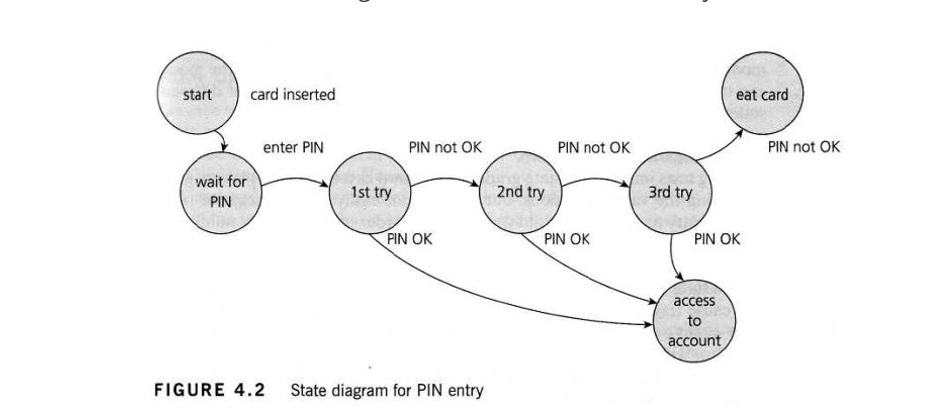 start
card inserted
eat card
enter PIN
PIN not OK
PIN not OK
PIN not OK
wait for
PIN
1st try
2nd try
3rd try
PIN OK
PIN OK
PIN OK
access
to
account
FIGURE 4.2 State diagram for PIN entry